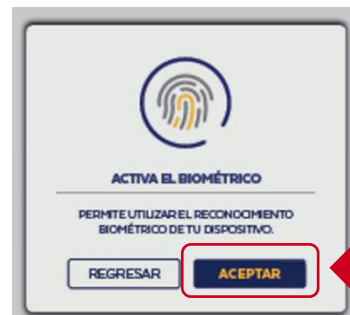 ACTIVA EL BIOMÉTRICO
PERMITE UTILIZAR EL RECONOCIMIENTO
BIOMÉTRICO DE TU DISPOSITIVO.
REGRESAR
ACEPTAR